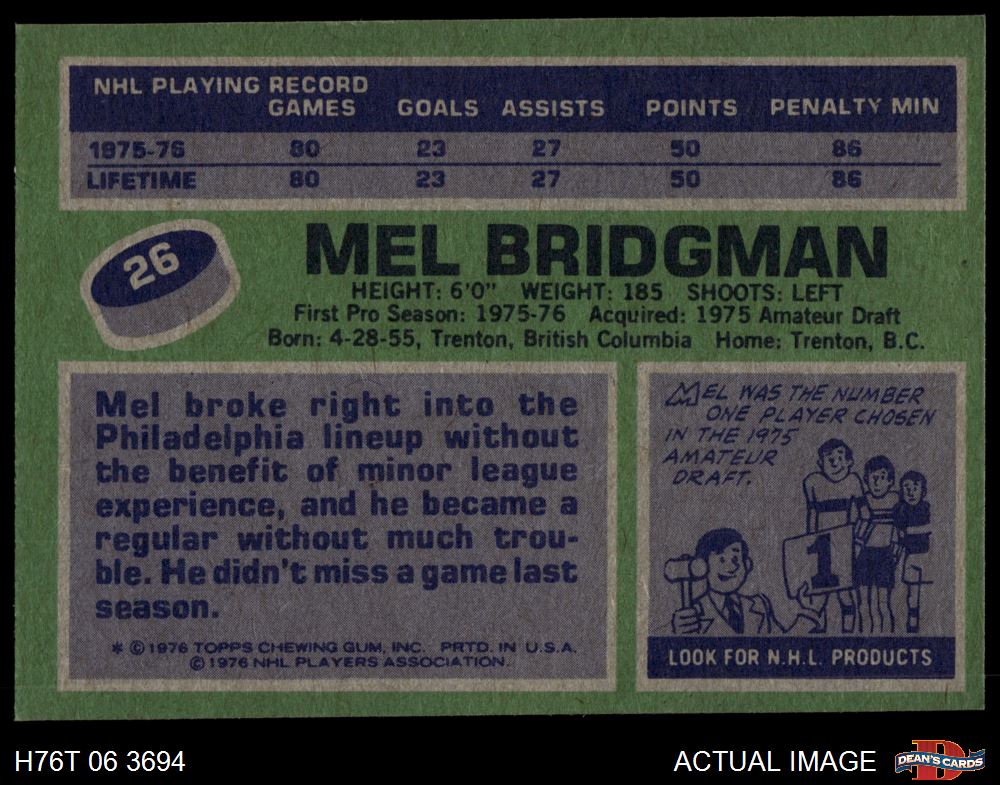 NHL PLAYING RECORD
GAMES GOALS ASSISTS POINTS PENALTY MIN
1975-76 80 23 27 50 86
LIFETIME 80 23 27 50 86
26
MEL BRIDGMAN
HEIGHT: 6'0" WEIGHT: 185 SHOOTS: LEFT
First Pro Season: 1975-76 Acquired: 1975 Amateur Draft
Born: 4-28-55, Trenton, British Columbia Home: Trenton, B.C.
Mel broke right into the
Philadelphia lineup without
the benefit of minor league
experience, and he became a
regular without much trou-
ble. He didn't miss a game last
season.
* ©1976 TOPPS CHEWING GUM, INC. PRTD. IN U.S.A.
©1976 NHL PLAYERS ASSOCIATION.
MEL WAS THE NUMBER
ONE PLAYER CHOSEN
IN THE 1975
AMATEUR
DRAFT.
1
LOOK FOR N.H.L. PRODUCTS
H76T 06 3694
ACTUAL IMAGE
D
DEAN'S CARDS